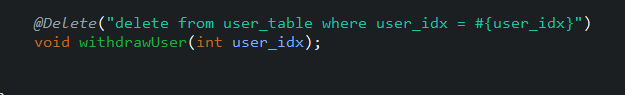 @Delete("delete from user_table where user_idx = #{user_idx}")
void withdrawUser(int user_idx);